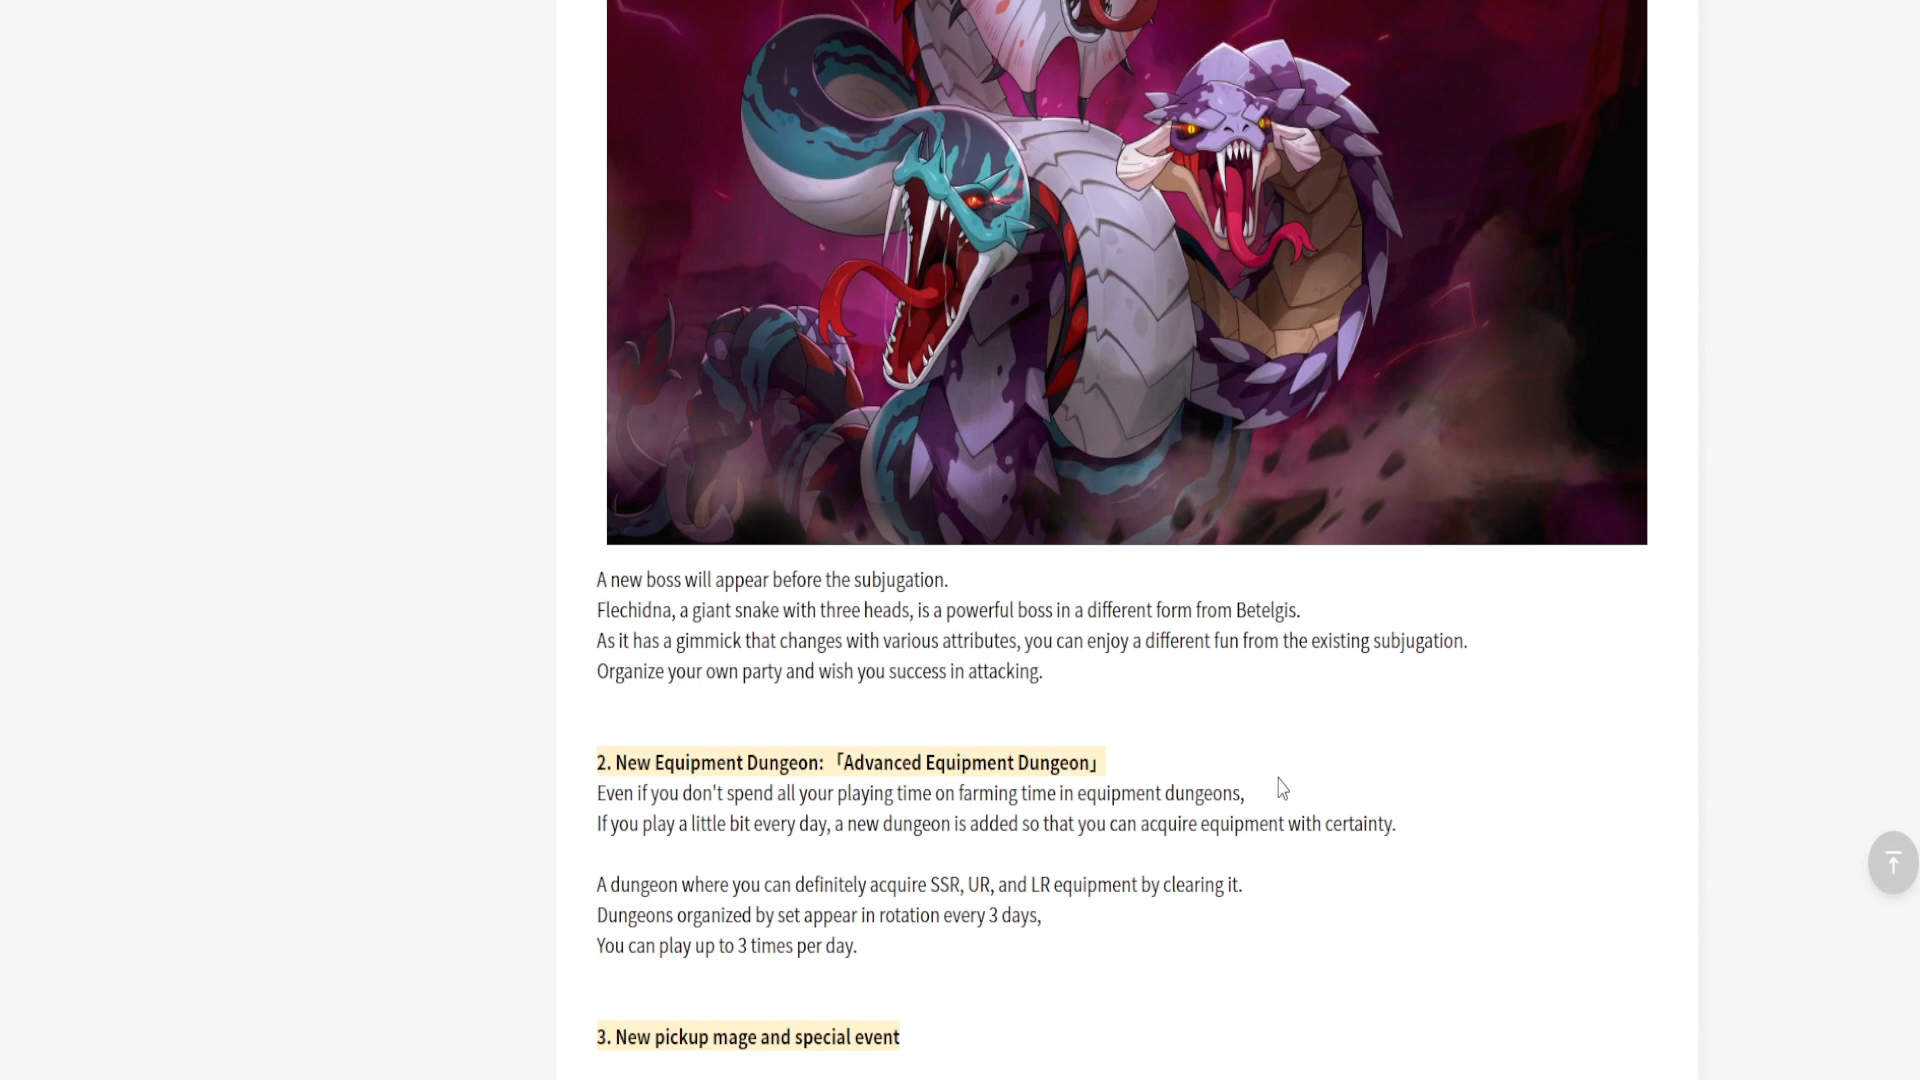 A new boss will appear before the subjugation.
Flechidna, a giant snake with three heads, is a powerful boss in a different form from Betelgis.
As it has a gimmick that changes with various attributes, you can enjoy a different fun from the existing subjugation.
Organize your own party and wish you success in attacking.
2. New Equipment Dungeon: 「Advanced Equipment Dungeon」
Even if you don't spend all your playing time on farming time in equipment dungeons,
If you play a little bit every day, a new dungeon is added so that you can acquire equipment with certainty.
A dungeon where you can definitely acquire SSR, UR, and LR equipment by clearing it.
Dungeons organized by set appear in rotation every 3 days,
You can play up to 3 times per day.
3. New pickup mage and special event